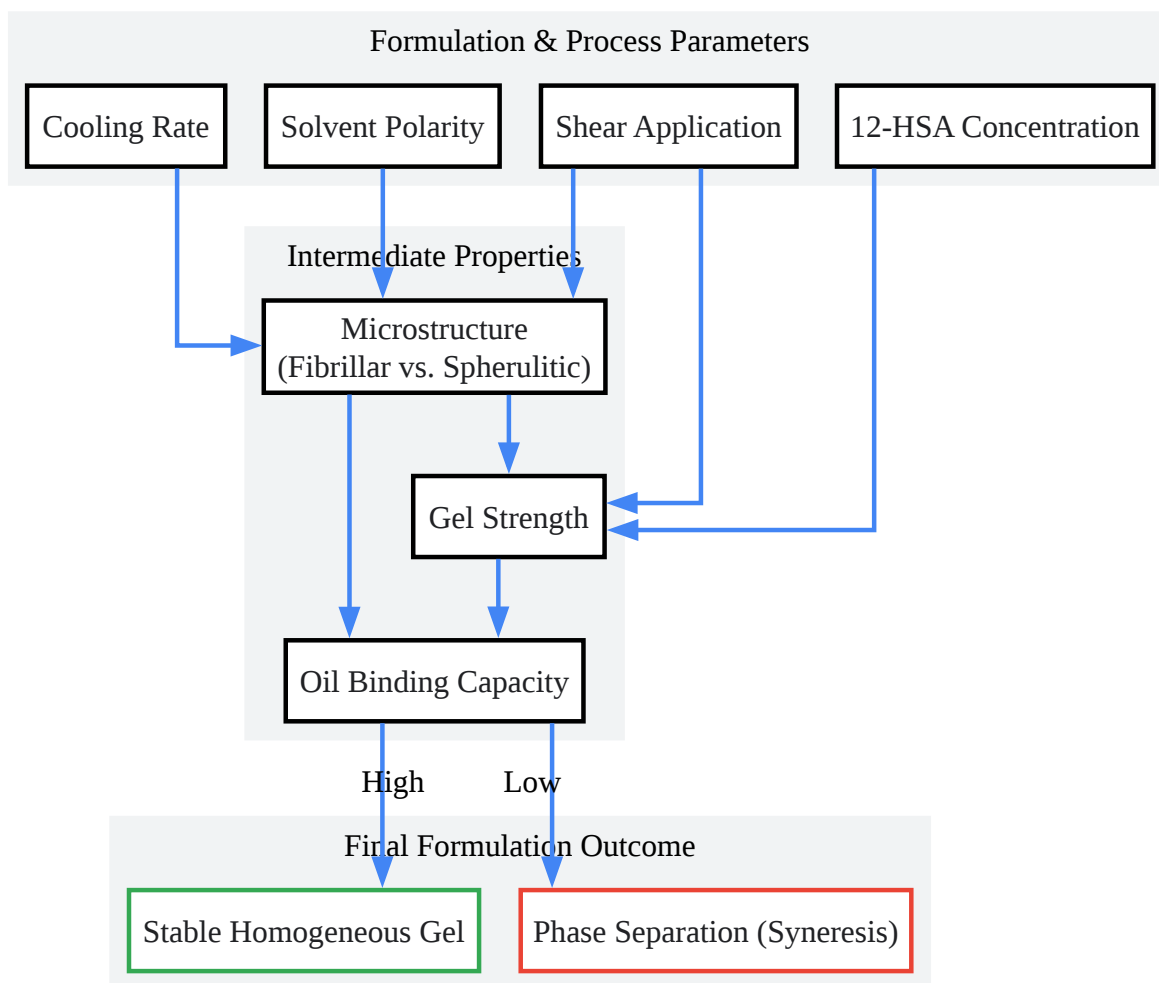 Formulation & Process Parameters
Cooling Rate
Solvent Polarity
Shear Application
12-HSA Concentration
Intermediate Properties
Microstructure
(Fibrillar vs. Spherulitic)
Gel Strength
Oil Binding Capacity
High
Low
Final Formulation Outcome
Stable Homogeneous Gel
Phase Separation (Syneresis)